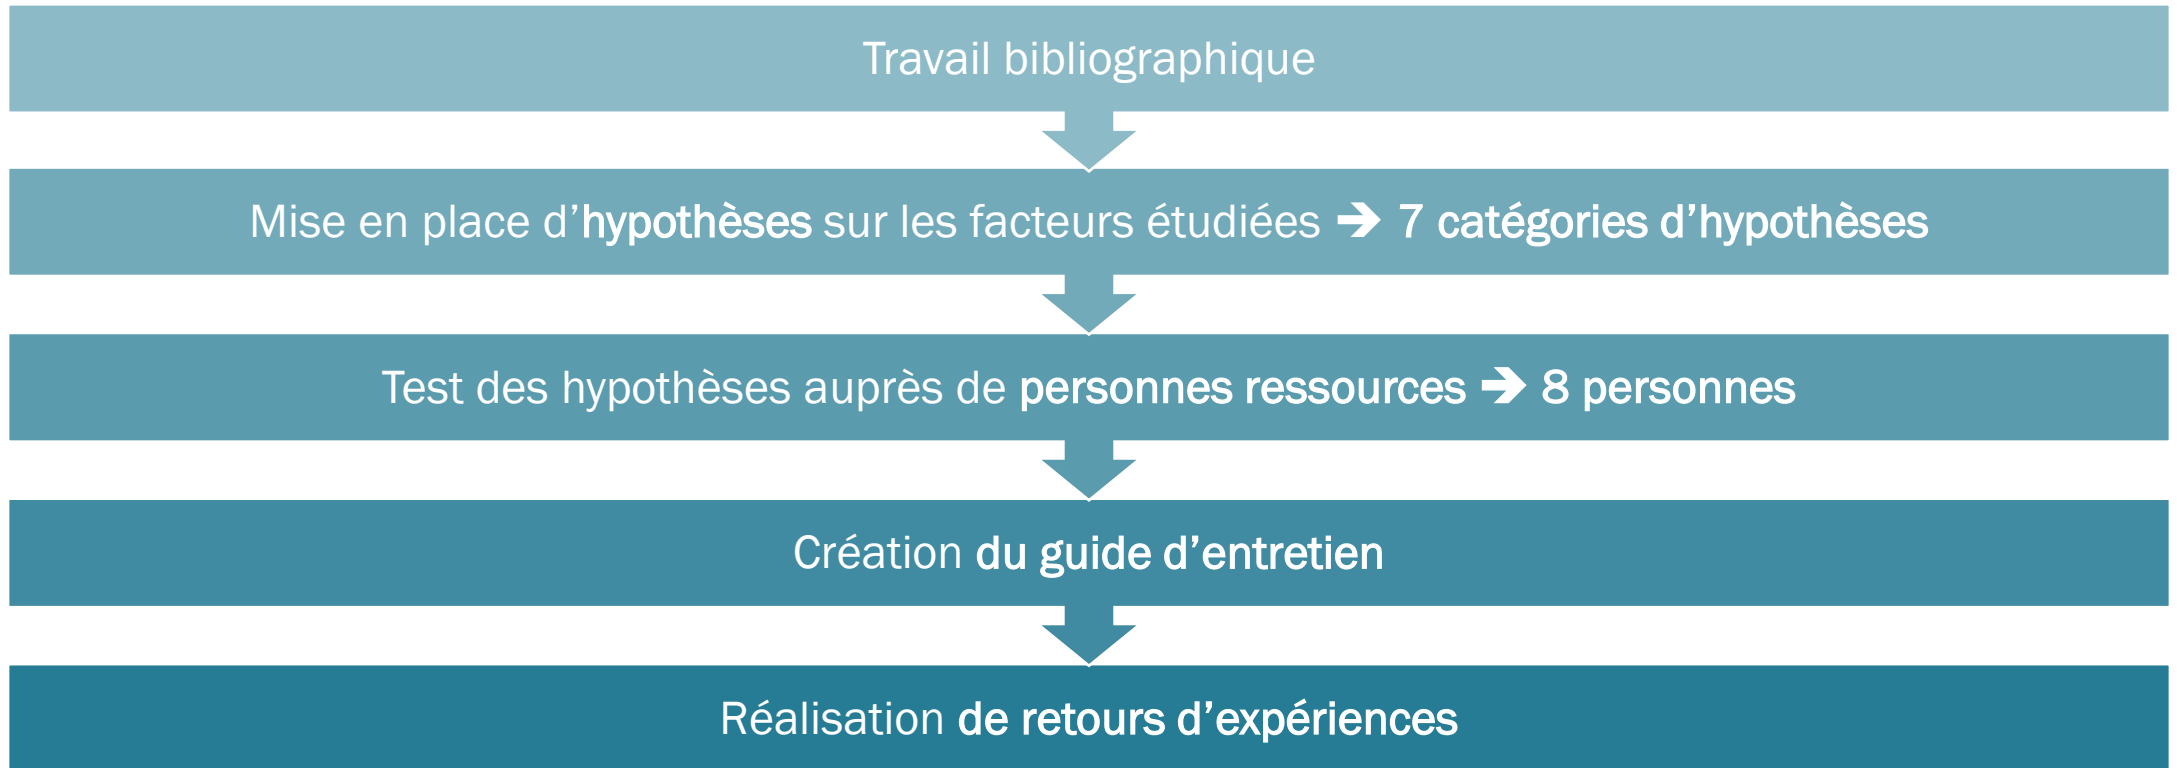 Travail bibliographique
Mise en place d’hypothèses sur les facteurs étudiées ➔ 7 catégories d’hypothèses
Test des hypothèses auprès de personnes ressources ➔ 8 personnes
Création du guide d’entretien
Réalisation de retours d’expériences